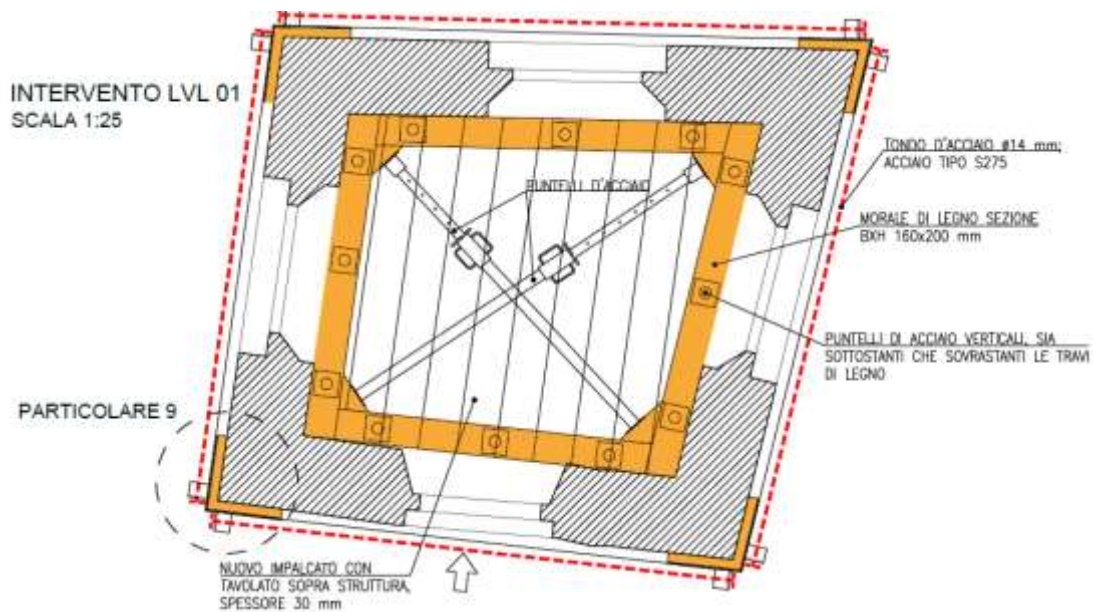 INTERVENTO LVL 01
SCALA 1:25
TONDO D'ACCIAIO ø14 mm;
ACCIAIO TIPO S275
PUNTELLI D'ACCIAIO
MORALE DI LEGNO SEZIONE
BXH 160x200 mm
PUNTELLI DI ACCIAIO VERTICALI, SIA
SOTTOSTANTI CHE SOVRASTANTI LE TRAVI
DI LEGNO
PARTICOLARE 9
NUOVO IMPALCATO CON
TAVOLATO SOPRA STRUTTURA,
SPESSORE 30 mm